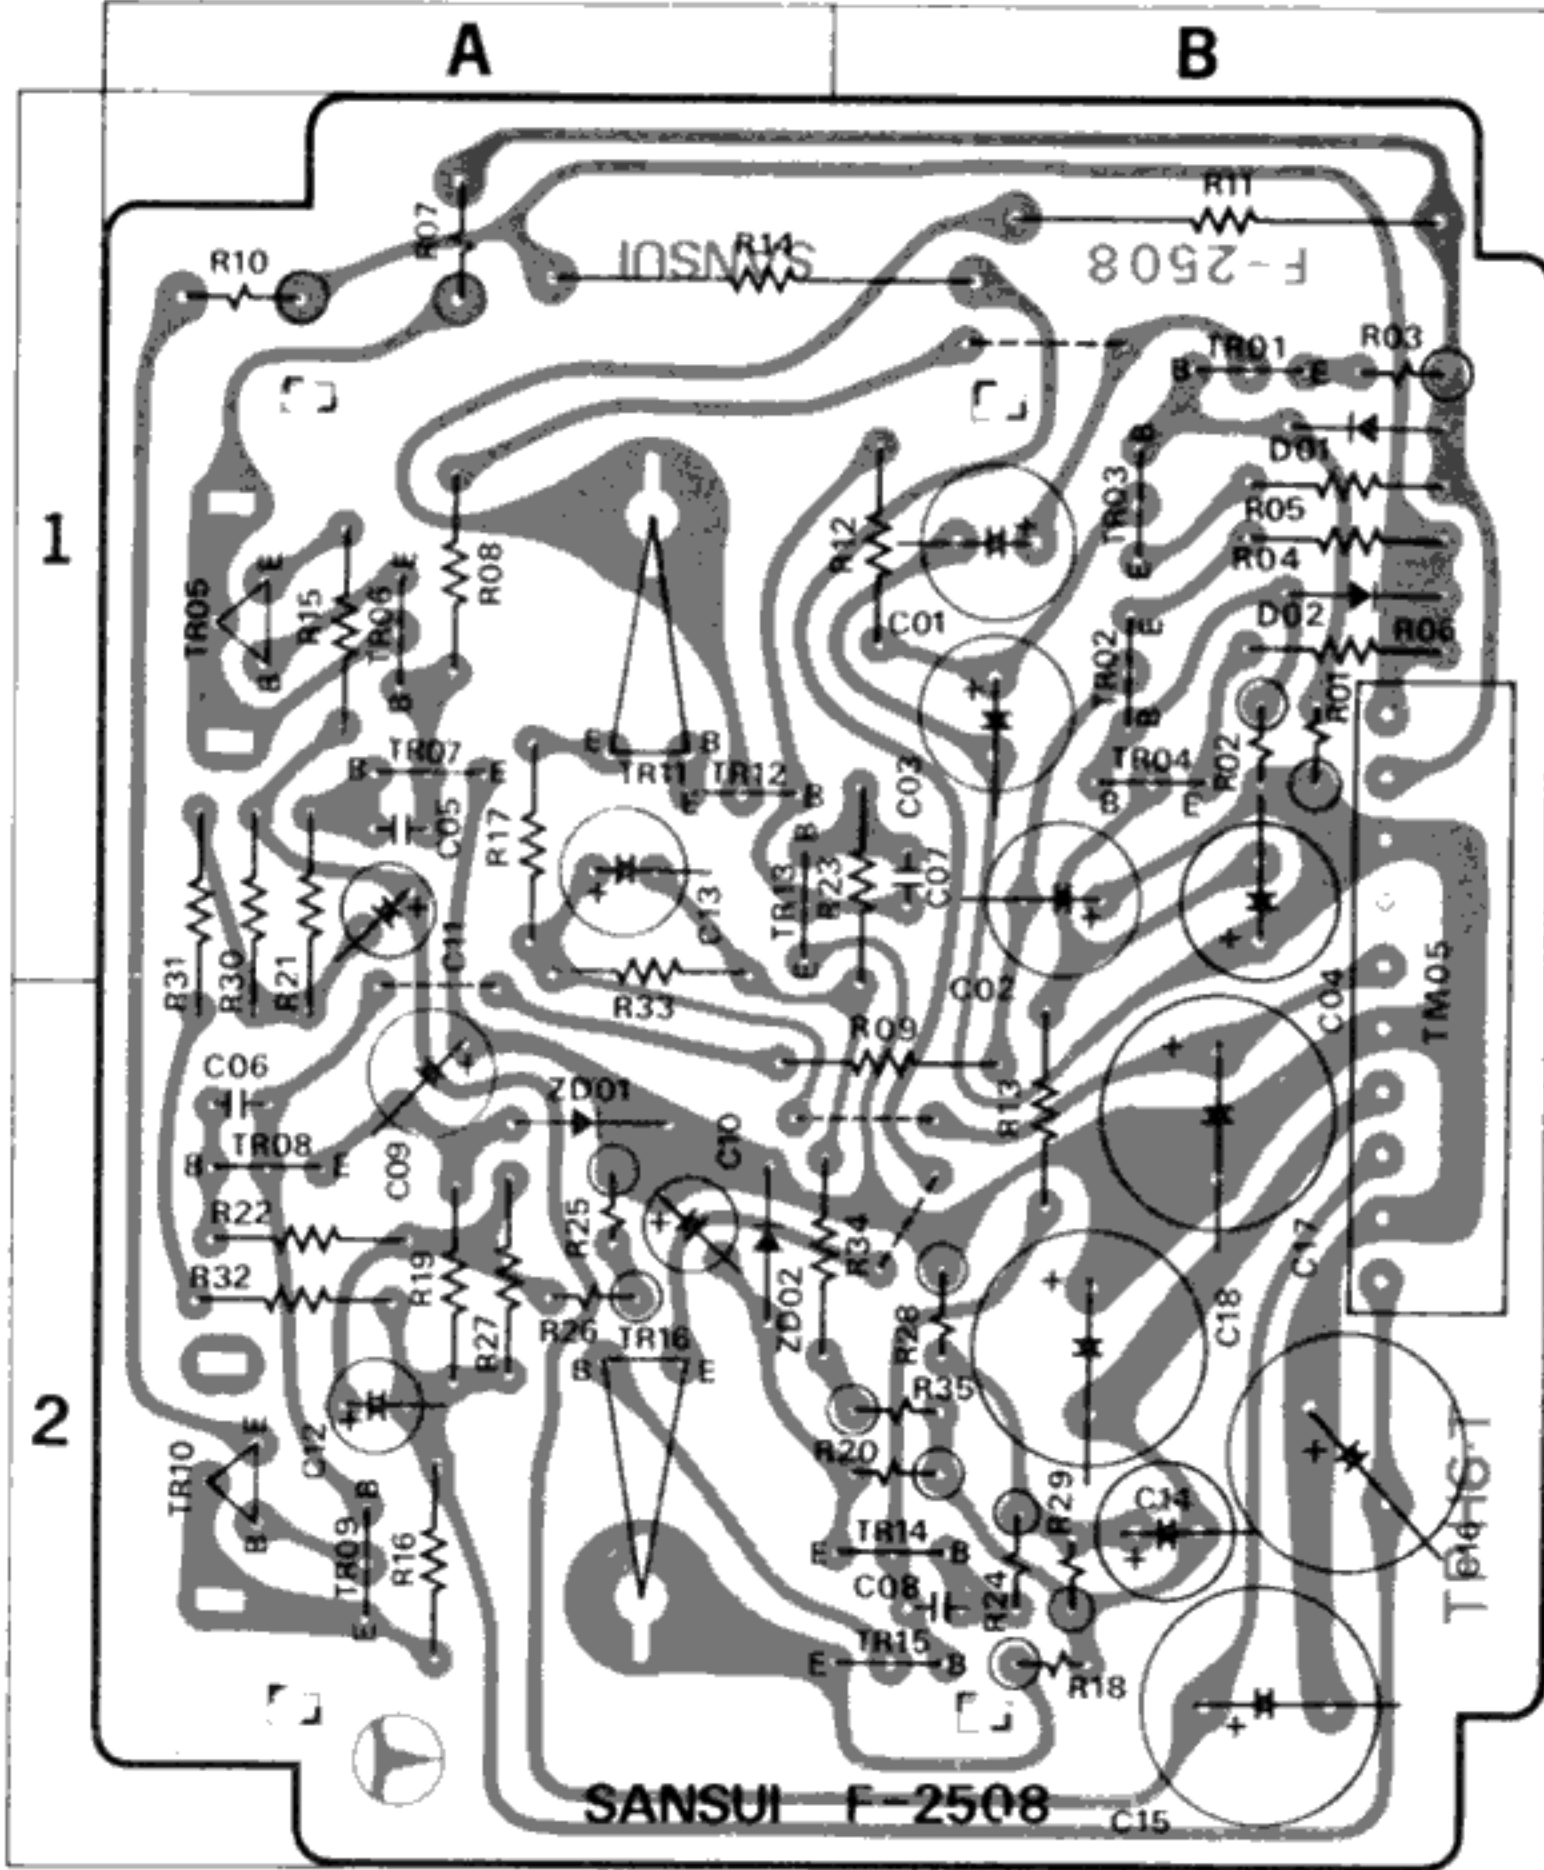 A
B
R11
R07
SANSUI
R14
F-2508
R10
TR01
R03
B
E
D01
B
TR03
R05
1
R12
R04
E
E
E
R08
TR05
R15
TR06
C01
D02
R06
E
TR02
B
B
R01
B
TR07
E
E
B
TR11
TR12
E
B
TR04
R02
B
E
C03
C05
R17
B
TR13
R23
C07
C13
C11
R31
R30
R21
E
C02
C04
TM05
R33
R09
C06
ZD01
R13
C10
B
TR08
E
C09
R22
R25
R34
C17
R32
R19
ZD02
R28
C18
R26
TR16
R27
B
E
R35
2
C12
R20
E
TR10
B
B
TR09
R16
E
R29
C14
C16
E
TR14
B
C08
R24
TR15
E
B
R18
SANSUI F-2508
C15